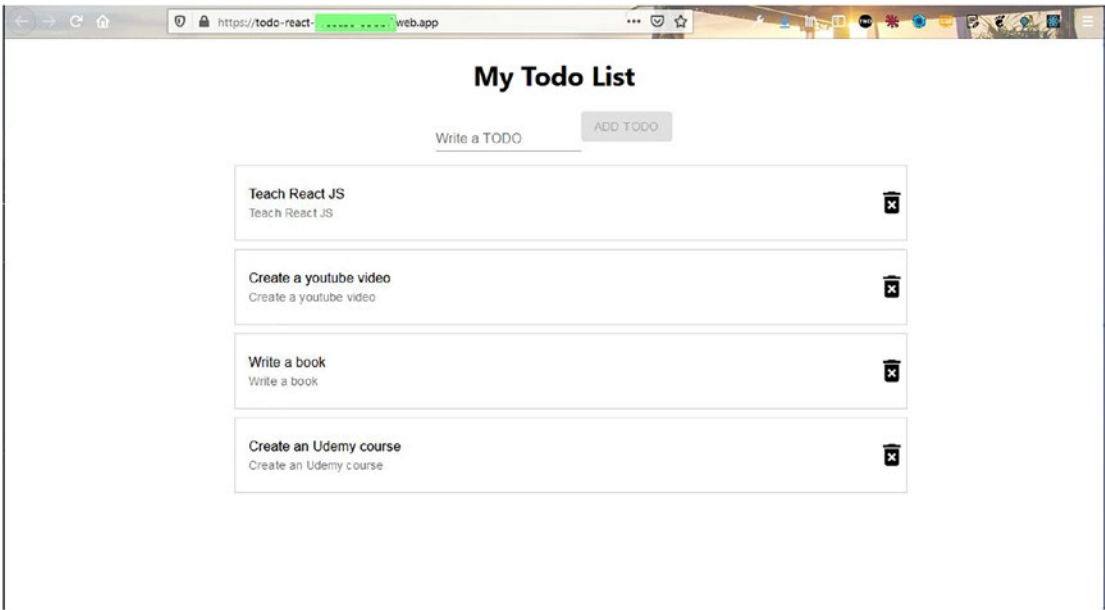 https://todo-react- web.app
My Todo List
Write a TODO
ADD TODO
Teach React JS
Teach React JS
Create a youtube video
Create a youtube video
Write a book
Write a book
Create an Udemy course
Create an Udemy course